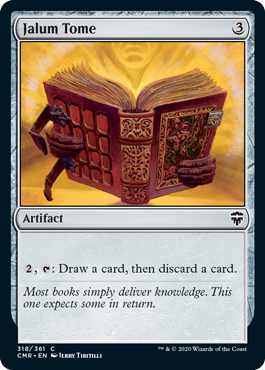 Jalum Tome 3
Artifact
2, T: Draw a card, then discard a card.
Most books simply deliver knowledge. This
one expects some in return.
318/361 C
CMR • EN JERRY TIRITILLI
™ & © 2020 Wizards of the Coast